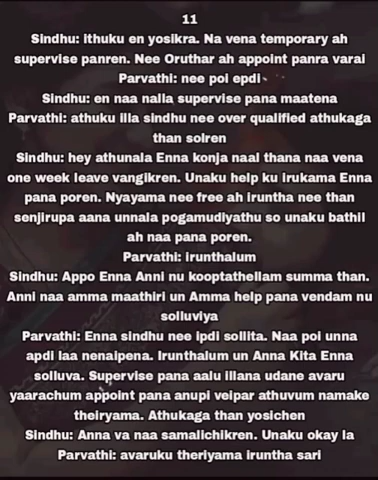 11
Sindhu: ithuku en yosikra. Na vena temporary ah
supervise panren. Nee Oruthar ah appoint panra varai
Parvathi: nee poi epdi
Sindhu: en naa nalla supervise pana maatena
Parvathi: athuku illa sindhu nee over qualified athukaga
than solren
Sindhu: hey athunala Enna konja naal thana naa vena
one week leave vangikren. Unaku help ku irukama Enna
pana poren. Nyayama nee free ah iruntha nee than
senjirupa aana unnala pogamudiyathu so unaku bathil
ah naa pana poren.
Parvathi: irunthalum
Sindhu: Appo Enna Anni nu kooptathellam summa than.
Anni naa amma maathiri un Amma help pana vendam nu
solluviya
Parvathi: Enna sindhu nee ipdi sollita. Naa poi unna
apdi laa nenaipena. Irunthalum un Anna Kita Enna
solluva. Supervise pana aalu illana udane avaru
yaarachum appoint pana anupi veipar athuvum namake
theiryama. Athukaga than yosichen
Sindhu: Anna va naa samalichikren. Unaku okay la
Parvathi: avaruku theriyama iruntha sari